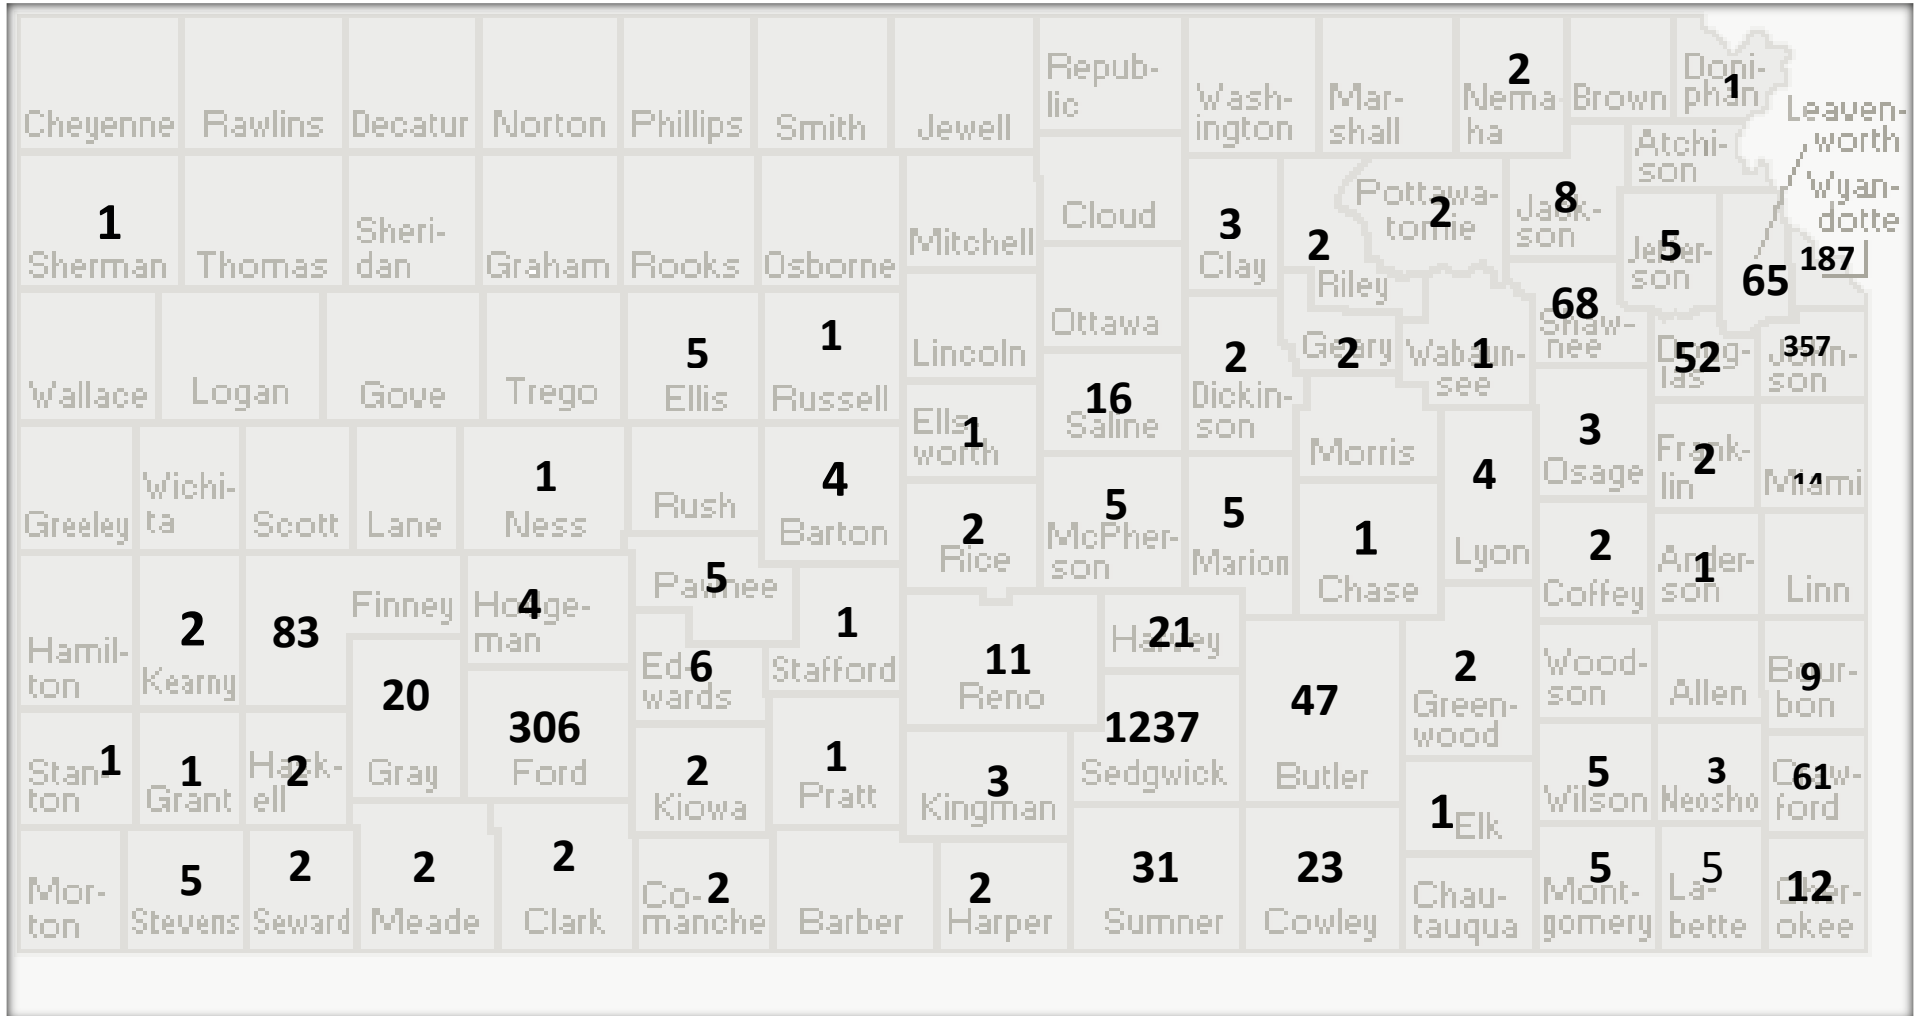 Cheyenne
Rawlins
Decatur
Norton
Phillips
Smith
Jewell
Repub-
lic
Wash-
ington
Mar-
shall
2
Nema-
ha
Brown
Doni-
1
phan
Leaven-
worth
Wyan-
dotte
187
Atchi-
son
1
Sherman
Thomas
Sheri-
dan
Graham
Rooks
Osborne
Mitchell
Cloud
3
Clay
2
Riley
Pottawa-
2
tomie
8
Jack-
son
5
Jeffer-
son
65
Wallace
Logan
Gove
Trego
5
Ellis
1
Russell
Lincoln
Ottawa
2
Dickin-
son
Geary
2
Wabaun-
1
see
68
Shawnee
nee
Doug-
52
las
357
John-
son
Ells-
1
worth
16
Saline
Morris
4
Lyon
3
Osage
Frank-
2
lin
14
Miami
Greeley
Wichi-
ta
Scott
Lane
1
Ness
Rush
4
Barton
2
Rice
5
McPher-
son
5
Marion
1
Chase
2
Coffey
Ander-
1
son
Linn
Hamil-
ton
2
Kearny
83
Finney
Hodge-
4
man
Pawnee
5
Ed-
6
wards
1
Stafford
11
Reno
21
Harvey
47
Butler
2
Green-
wood
Wood-
son
Allen
Bour-
9
bon
Stan-
1
ton
1
Grant
Hask-
2
ell
20
Gray
306
Ford
2
Kiowa
1
Pratt
3
Kingman
1237
Sedgwick
1
Elk
5
Wilson
3
Neosho
Craw-
61
ford
Mor-
ton
5
Stevens
2
Seward
2
Meade
2
Clark
Co-
2
manche
Barber
2
Harper
31
Sumner
23
Cowley
Chau-
tauqua
5
Mont-
gomery
5
La-
bette
Cher-
12
okee